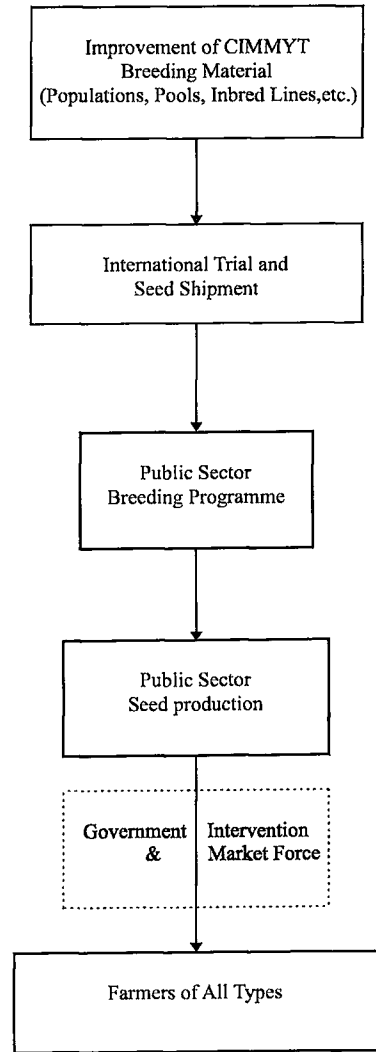 Improvement of CIMMYT
Breeding Material
(Populations, Pools, Inbred Lines,etc.)
International Trial and
Seed Shipment
Public Sector
Breeding Programme
Public Sector
Seed production
Government Intervention
& Market Force
Farmers of All Types